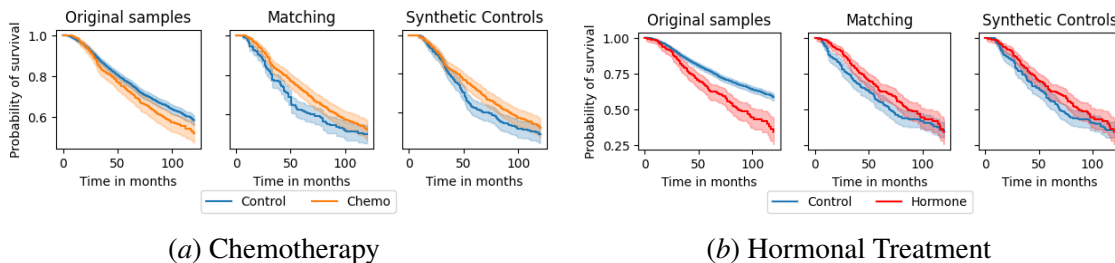 Original samples Matching Synthetic Controls
Probability of survival
1.0
0.8
0.6
0 50 100 0 50 100 0 50 100
Time in months Time in months Time in months
Control Chemo
(a) Chemotherapy
Original samples Matching Synthetic Controls
Probability of survival
1.00
0.75
0.50
0.25
0 50 100 0 50 100 0 50 100
Time in months Time in months Time in months
Control Hormone
(b) Hormonal Treatment